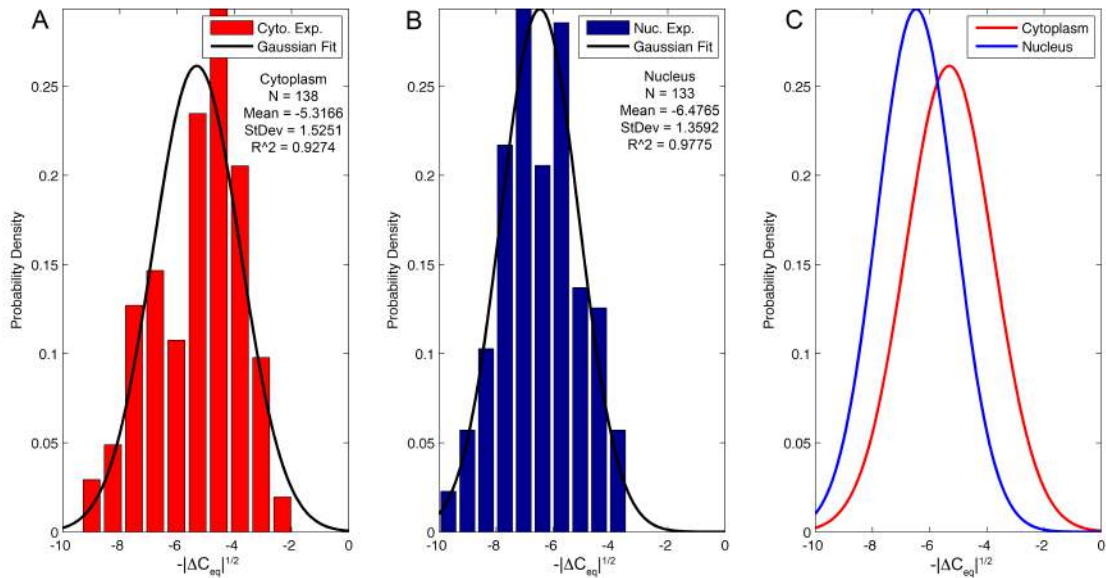 A
Cyto. Exp.
Gaussian Fit
Cytoplasm
N = 138
Mean = -5.3166
StDev = 1.5251
R^2 = 0.9274
Probability Density
0.25
0.2
0.15
0.1
0.05
0
-10
-8
-6
-4
-2
0
-|ΔC_eq|^1/2
B
Nuc. Exp.
Gaussian Fit
Nucleus
N = 133
Mean = -6.4765
StDev = 1.3592
R^2 = 0.9775
Probability Density
0.25
0.2
0.15
0.1
0.05
0
-10
-8
-6
-4
-2
0
-|ΔC_eq|^1/2
C
Cytoplasm
Nucleus
Probability Density
0.25
0.2
0.15
0.1
0.05
0
-10
-8
-6
-4
-2
0
-|ΔC_eq|^1/2